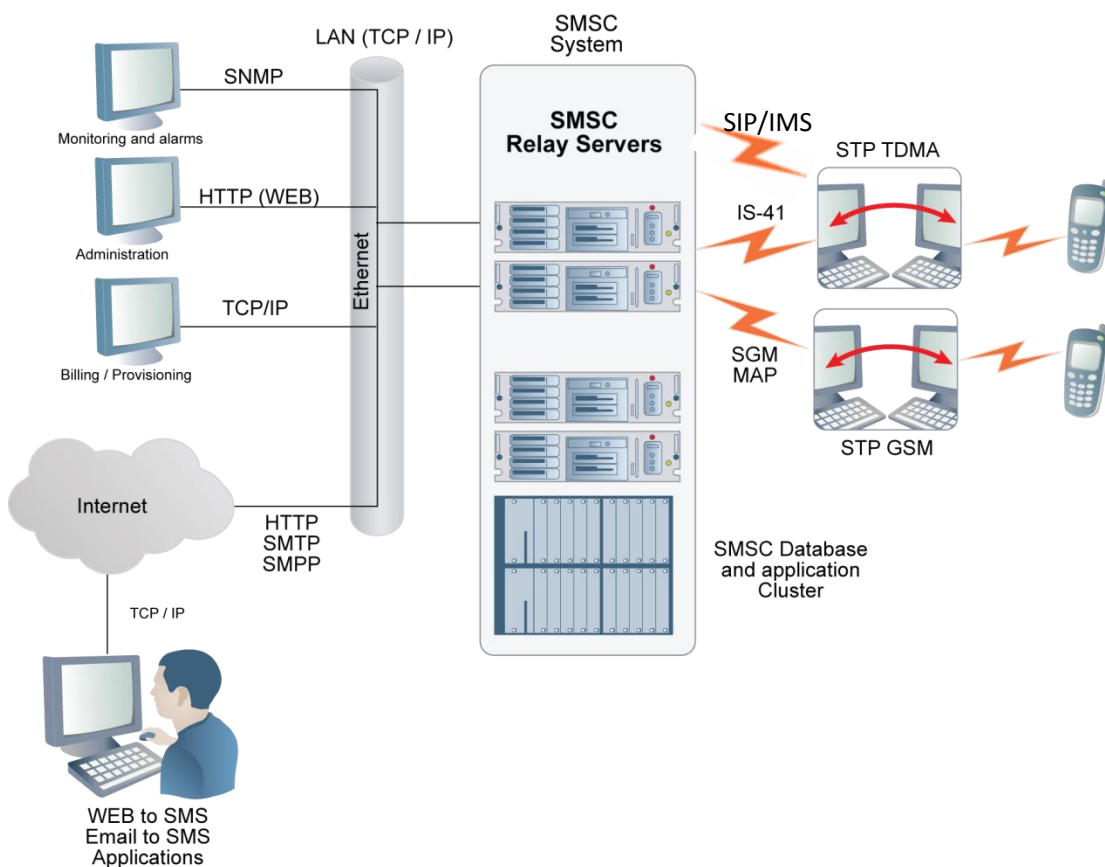 SMSC
System
LAN (TCP / IP)
SNMP
Monitoring and alarms
HTTP (WEB)
Administration
TCP/IP
Billing / Provisioning
Ethernet
SMSC
Relay Servers
SIP/IMS
STP TDMA
IS-41
SGM
MAP
STP GSM
Internet
HTTP
SMTP
SMPP
SMSC Database
and application
Cluster
TCP / IP
WEB to SMS
Email to SMS
Applications